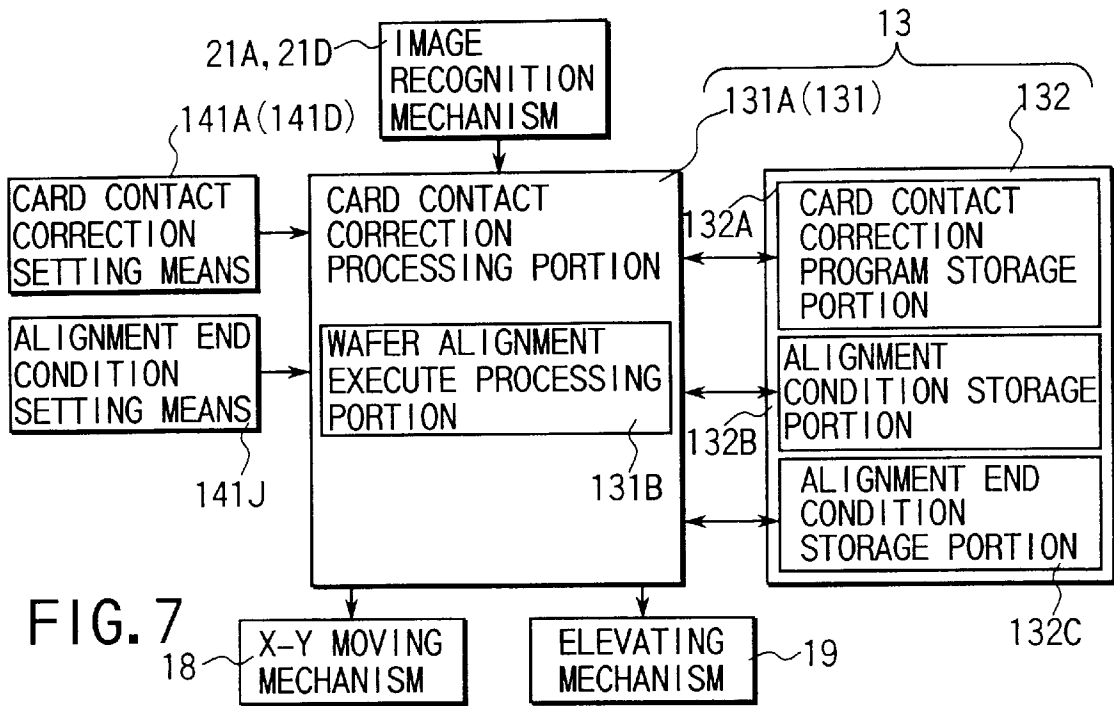 21A, 21D
IMAGE
RECOGNITION
MECHANISM
13
131A(131)
132
141A(141D)
CARD CONTACT
CORRECTION
SETTING MEANS
CARD CONTACT
CORRECTION
PROCESSING PORTION
132A
CARD CONTACT
CORRECTION
PROGRAM STORAGE
PORTION
ALIGNMENT END
CONDITION
SETTING MEANS
141J
WAFER ALIGNMENT
EXECUTE PROCESSING
PORTION
131B
132B
ALIGNMENT
CONDITION STORAGE
PORTION
ALIGNMENT END
CONDITION
STORAGE PORTION
132C
FIG. 7
18
X-Y MOVING
MECHANISM
ELEVATING
MECHANISM
19